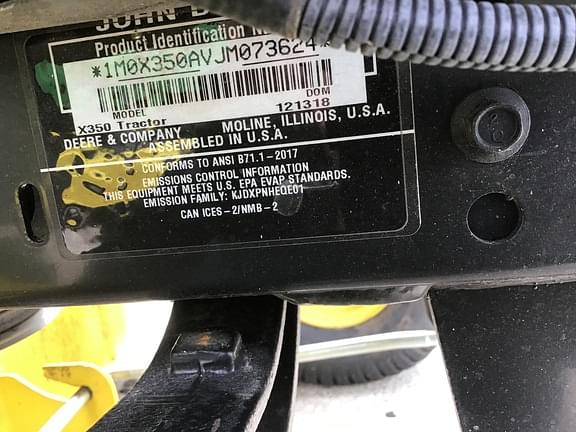 JOHN D
Product Identification N
*1M0X350AVJM073624*
MODEL DOM
X350 Tractor 121318
DEERE & COMPANY MOLINE, ILLINOIS, U.S.A.
ASSEMBLED IN U.S.A.
CONFORMS TO ANSI B71.1-2017
EMISSIONS CONTROL INFORMATION
THIS EQUIPMENT MEETS U.S. EPA EVAP STANDARDS.
EMISSION FAMILY: KJDXPNHEQE01
CAN ICES-2/NMB-2